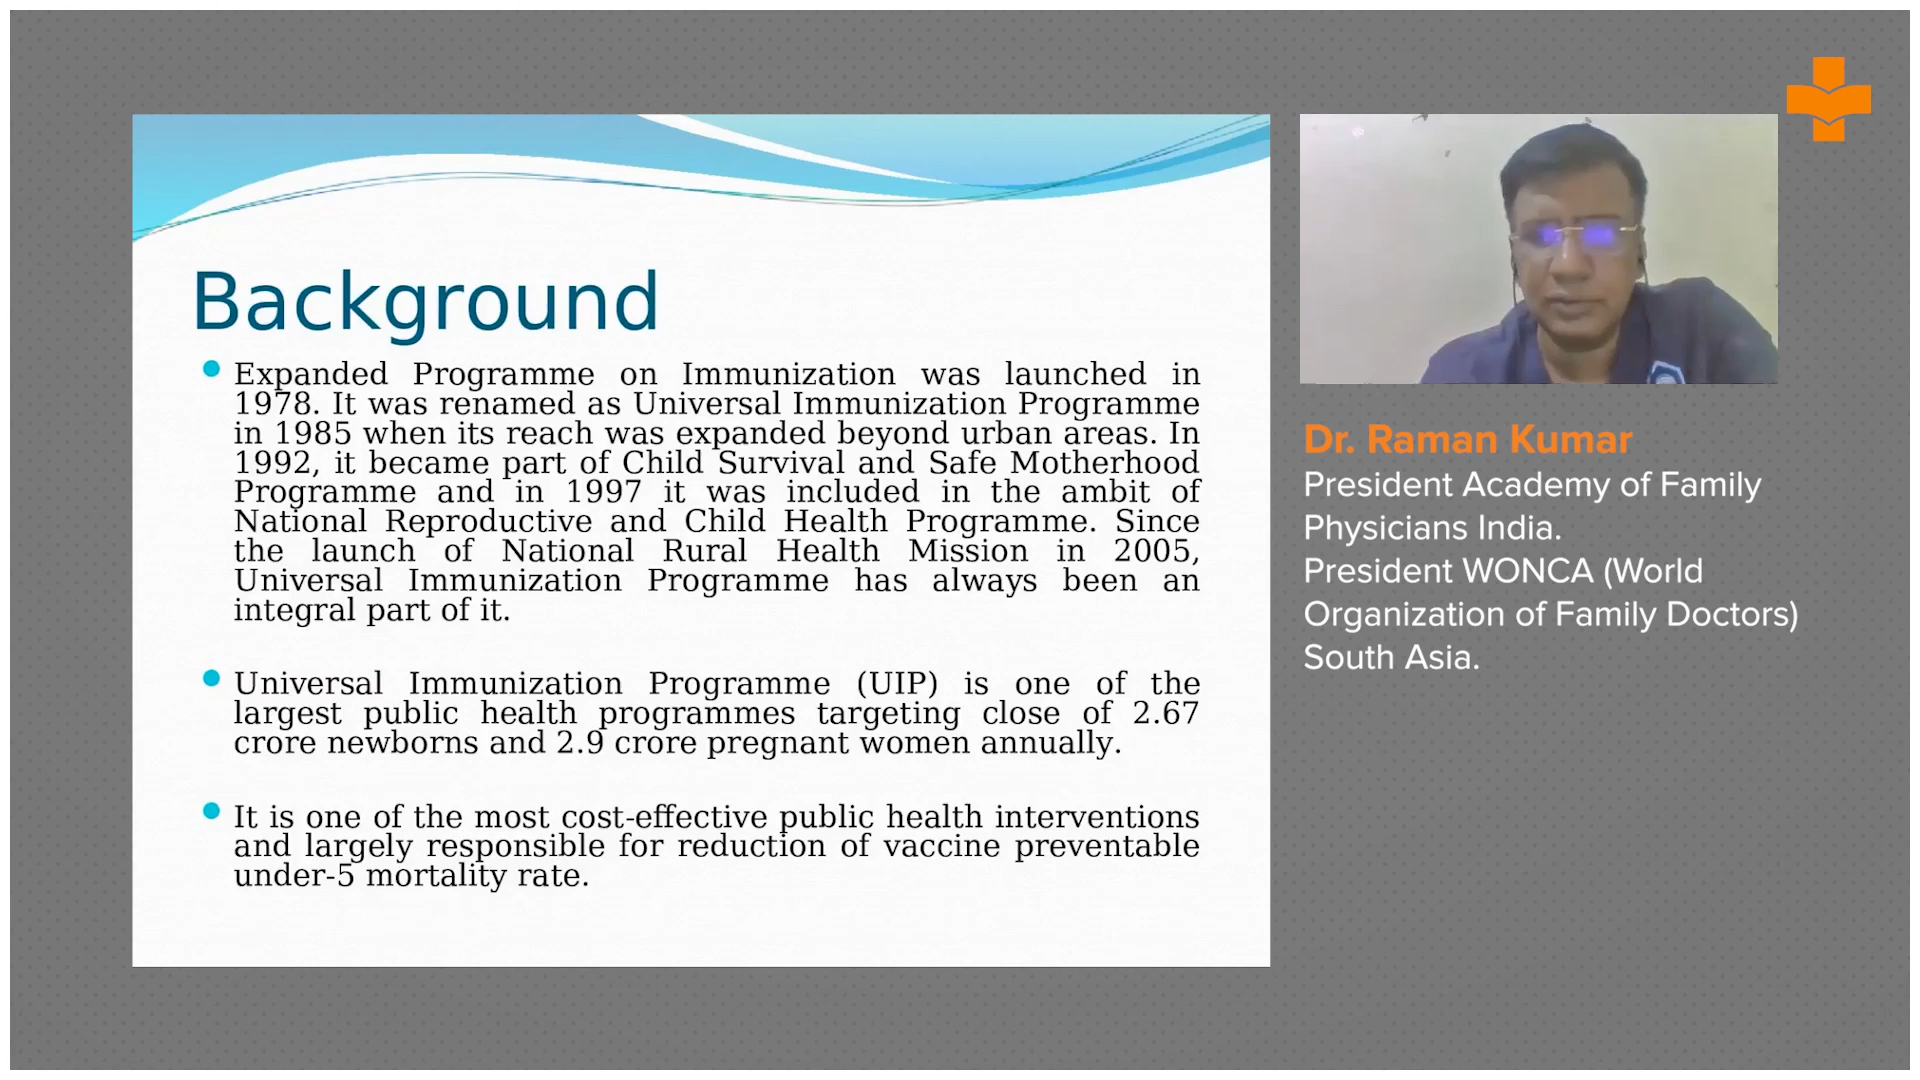 Background
Expanded Programme on Immunization was launched in
1978. It was renamed as Universal Immunization Programme
in 1985 when its reach was expanded beyond urban areas. In
1992, it became part of Child Survival and Safe Motherhood
Programme and in 1997 it was included in the ambit of
National Reproductive and Child Health Programme. Since
the launch of National Rural Health Mission in 2005,
Universal Immunization Programme has always been an
integral part of it.
Universal Immunization Programme (UIP) is one of the
largest public health programmes targeting close of 2.67
crore newborns and 2.9 crore pregnant women annually.
It is one of the most cost-effective public health interventions
and largely responsible for reduction of vaccine preventable
under-5 mortality rate.
Dr. Raman Kumar
President Academy of Family
Physicians India.
President WONCA (World
Organization of Family Doctors)
South Asia.